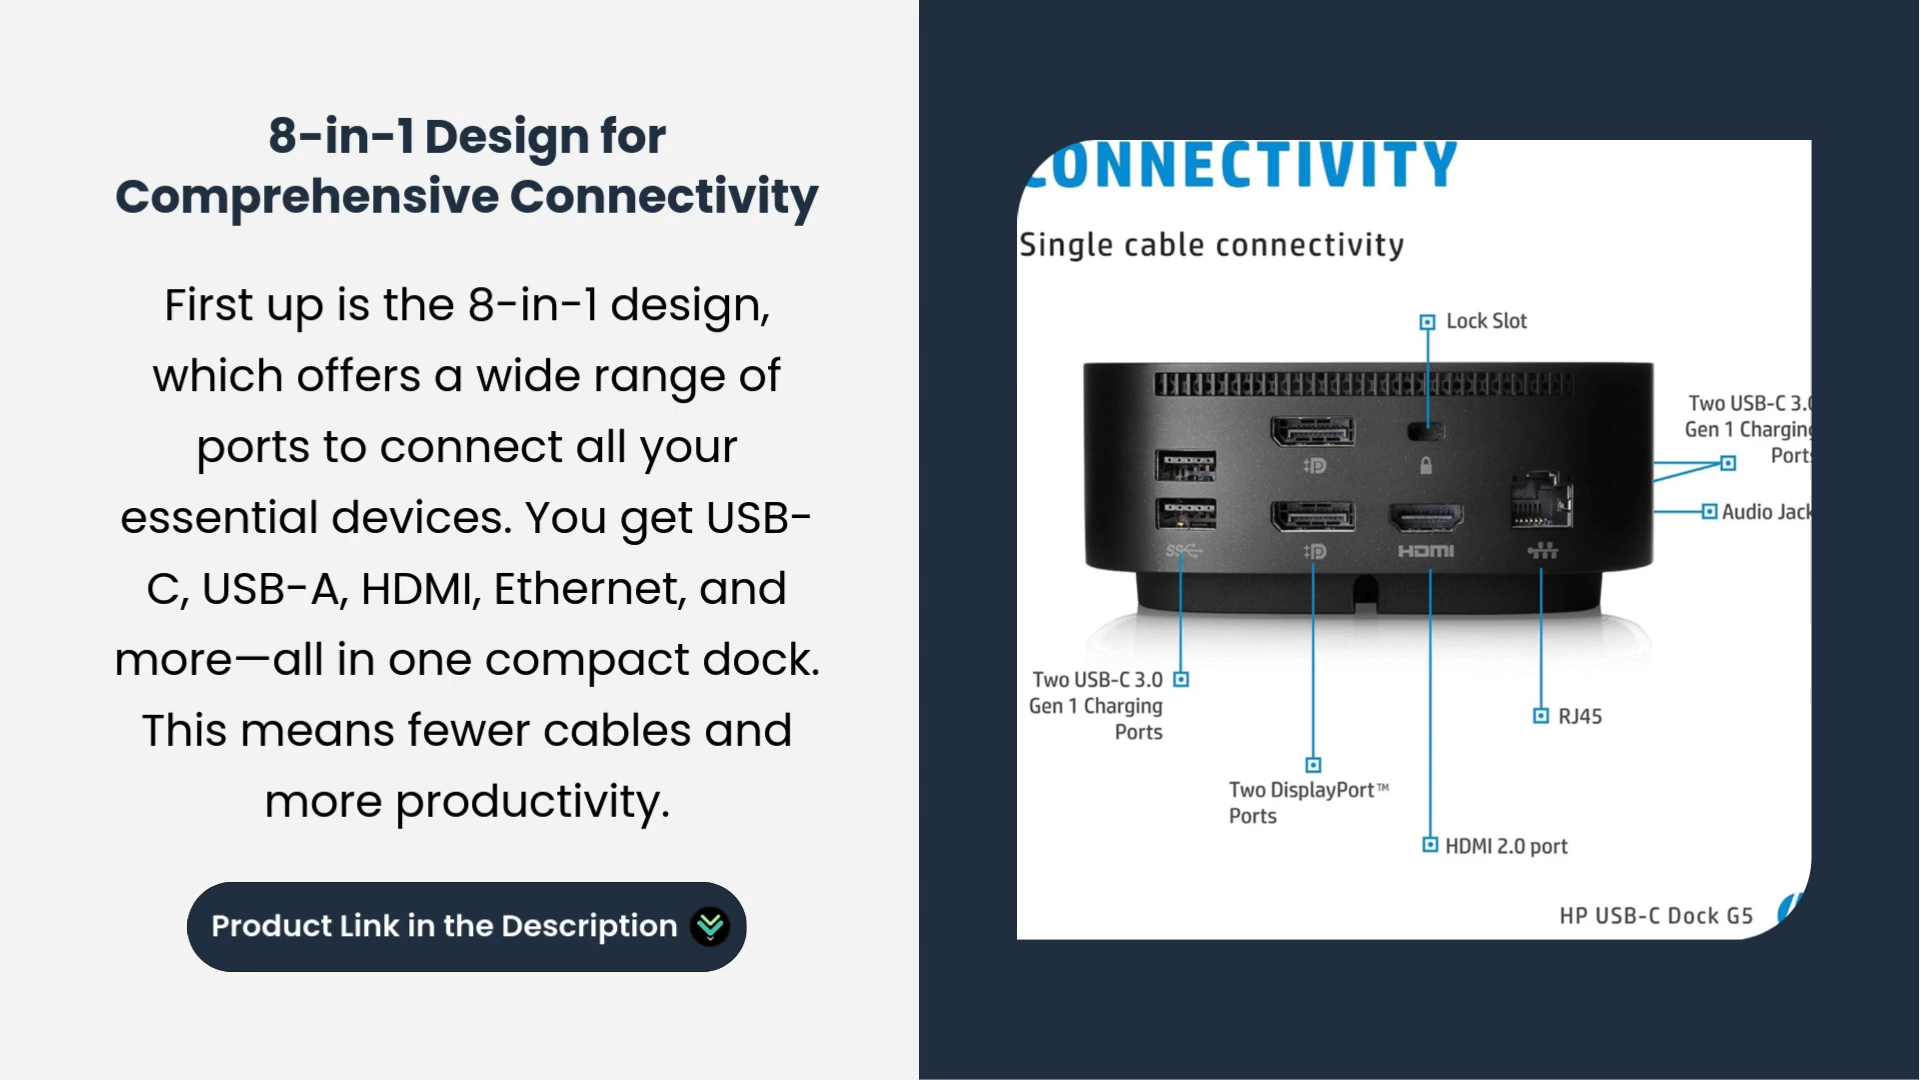 8-in-1 Design for
Comprehensive Connectivity
First up is the 8-in-1 design,
which offers a wide range of
ports to connect all your
essential devices. You get USB-
C, USB-A, HDMI, Ethernet, and
more—all in one compact dock.
This means fewer cables and
more productivity.
Product Link in the Description
CONNECTIVITY
Single cable connectivity
Lock Slot
Two USB-C 3.0
Gen 1 Charging
Ports
Audio Jack
HDMI
Two USB-C 3.0
Gen 1 Charging
Ports
RJ45
Two DisplayPort™
Ports
HDMI 2.0 port
HP USB-C Dock G5